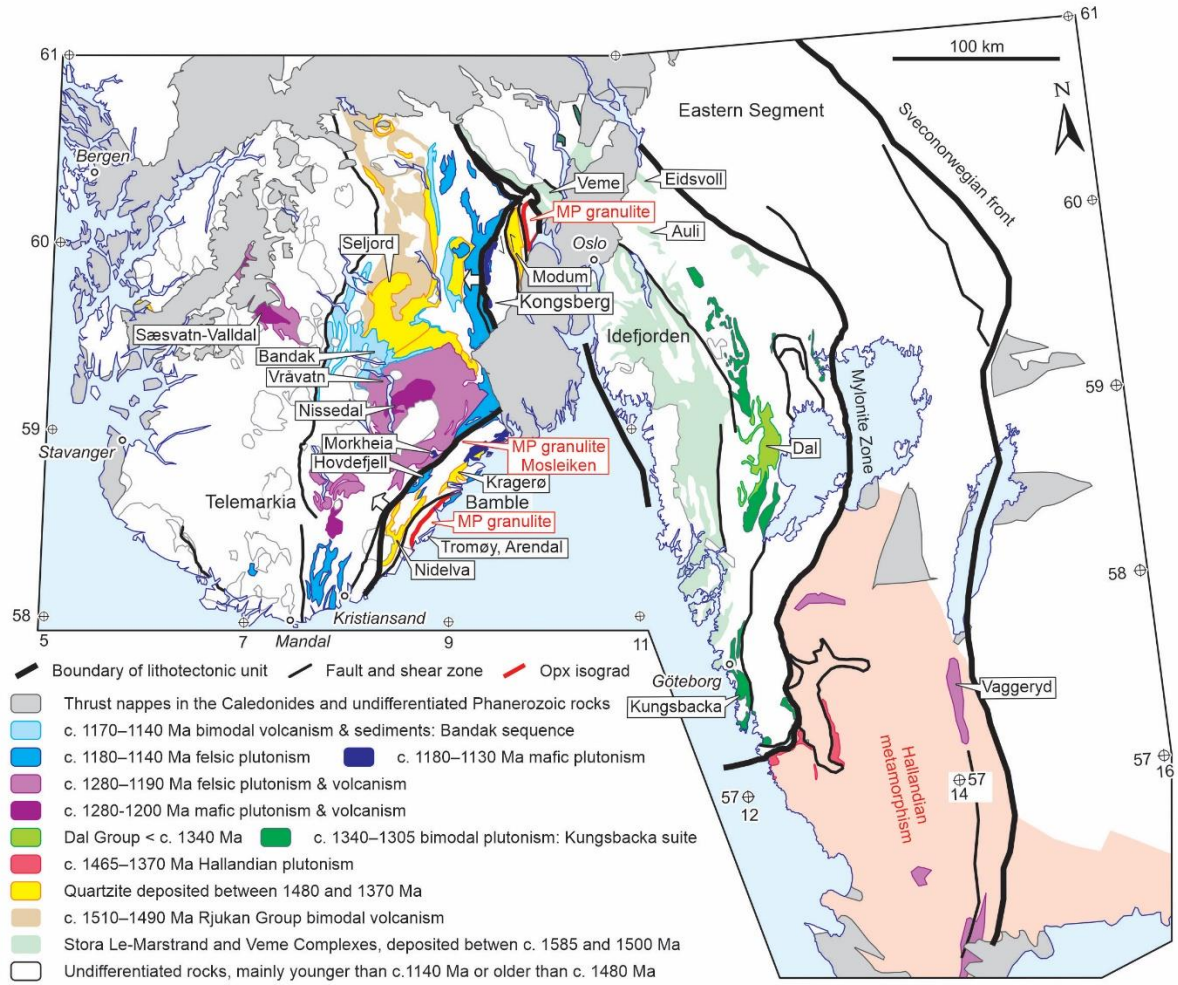 61
61
100 km
N
Eastern Segment
Sveconorwegian front
Bergen
Veme
Eidsvoll
MP granulite
60
60
Auli
Seljord
Oslo
Modum
Kongsberg
Sæsvatn-Valldal
Idefjorden
Bandak
Vråvatn
Mylonite Zone
59
Nissedal
59
Morkheia
MP granulite
Mosleiken
Dal
Stavanger
Hovdefjell
Kragerø
Telemarkia
Bamble
MP granulite
Tromøy, Arendal
Nidelva
58
58
Kristiansand
5
7
Mandal
9
11
Boundary of lithotectonic unit
Fault and shear zone
Opx isograd
Göteborg
Vaggeryd
Kungsbacka
Thrust nappes in the Caledonides and undifferentiated Phanerozoic rocks
c. 1170–1140 Ma bimodal volcanism & sediments: Bandak sequence
c. 1180–1140 Ma felsic plutonism
c. 1180–1130 Ma mafic plutonism
57
16
c. 1280–1190 Ma felsic plutonism & volcanism
Hallandian
metamorphism
57
14
57
12
c. 1280-1200 Ma mafic plutonism & volcanism
Dal Group < c. 1340 Ma
c. 1340–1305 bimodal plutonism: Kungsbacka suite
c. 1465–1370 Ma Hallandian plutonism
Quartzite deposited between 1480 and 1370 Ma
c. 1510–1490 Ma Rjukan Group bimodal volcanism
Stora Le-Marstrand and Veme Complexes, deposited betwen c. 1585 and 1500 Ma
Undifferentiated rocks, mainly younger than c.1140 Ma or older than c. 1480 Ma